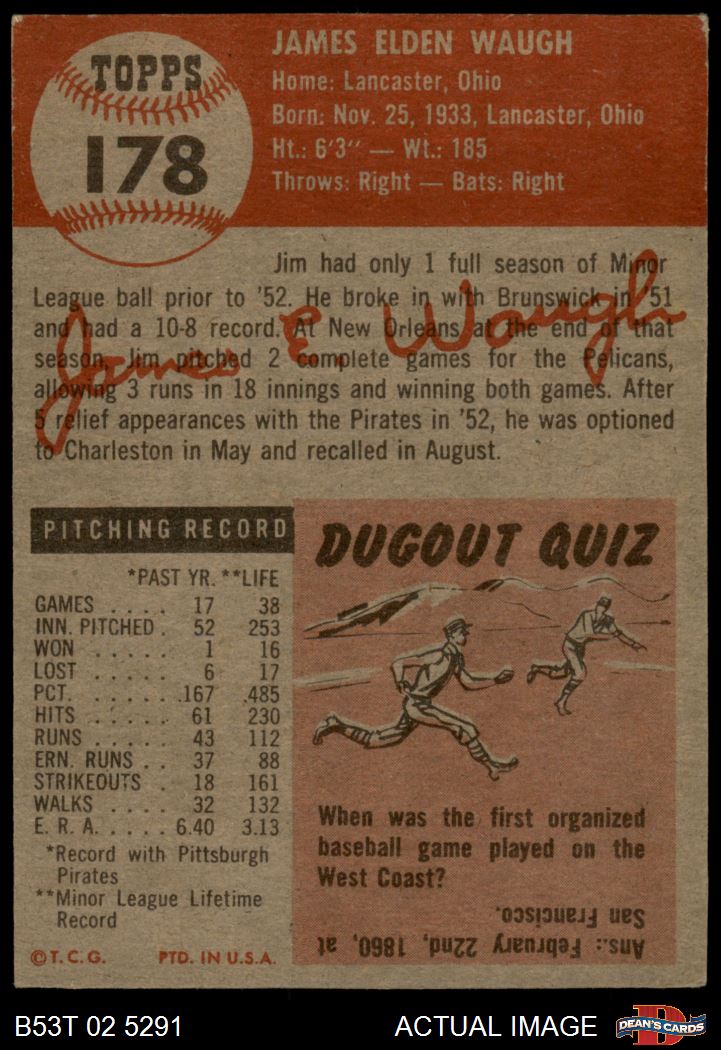 TOPPS
178
JAMES ELDEN WAUGH
Home: Lancaster, Ohio
Born: Nov. 25, 1933, Lancaster, Ohio
Ht.: 6'3" — Wt.: 185
Throws: Right — Bats: Right
Jim had only 1 full season of Minor
League ball prior to '52. He broke in with Brunswick in '51
and had a 10-8 record. At New Orleans at the end of that
season, Jim pitched 2 complete games for the Pelicans,
allowing 3 runs in 18 innings and winning both games. After
5 relief appearances with the Pirates in '52, he was optioned
to Charleston in May and recalled in August.
James E. Waugh
PITCHING RECORD
*PAST YR. **LIFE
GAMES . . . . 17 38
INN. PITCHED . 52 253
WON . . . . . . 1 16
LOST . . . . . 6 17
PCT. . . . . . . .167 .485
HITS . . . . . . 61 230
RUNS . . . . . 43 112
ERN. RUNS . . 37 88
STRIKEOUTS . 18 161
WALKS . . . . 32 132
E. R. A. . . . . . 6.40 3.13
*Record with Pittsburgh
Pirates
**Minor League Lifetime
Record
© T. C. G. PTD. IN U.S.A.
DUGOUT QUIZ
When was the first organized
baseball game played on the
West Coast?
Ans.: February 22nd, 1860, at
San Francisco.
B53T 02 5291
ACTUAL IMAGE
D
DEAN'S CARDS